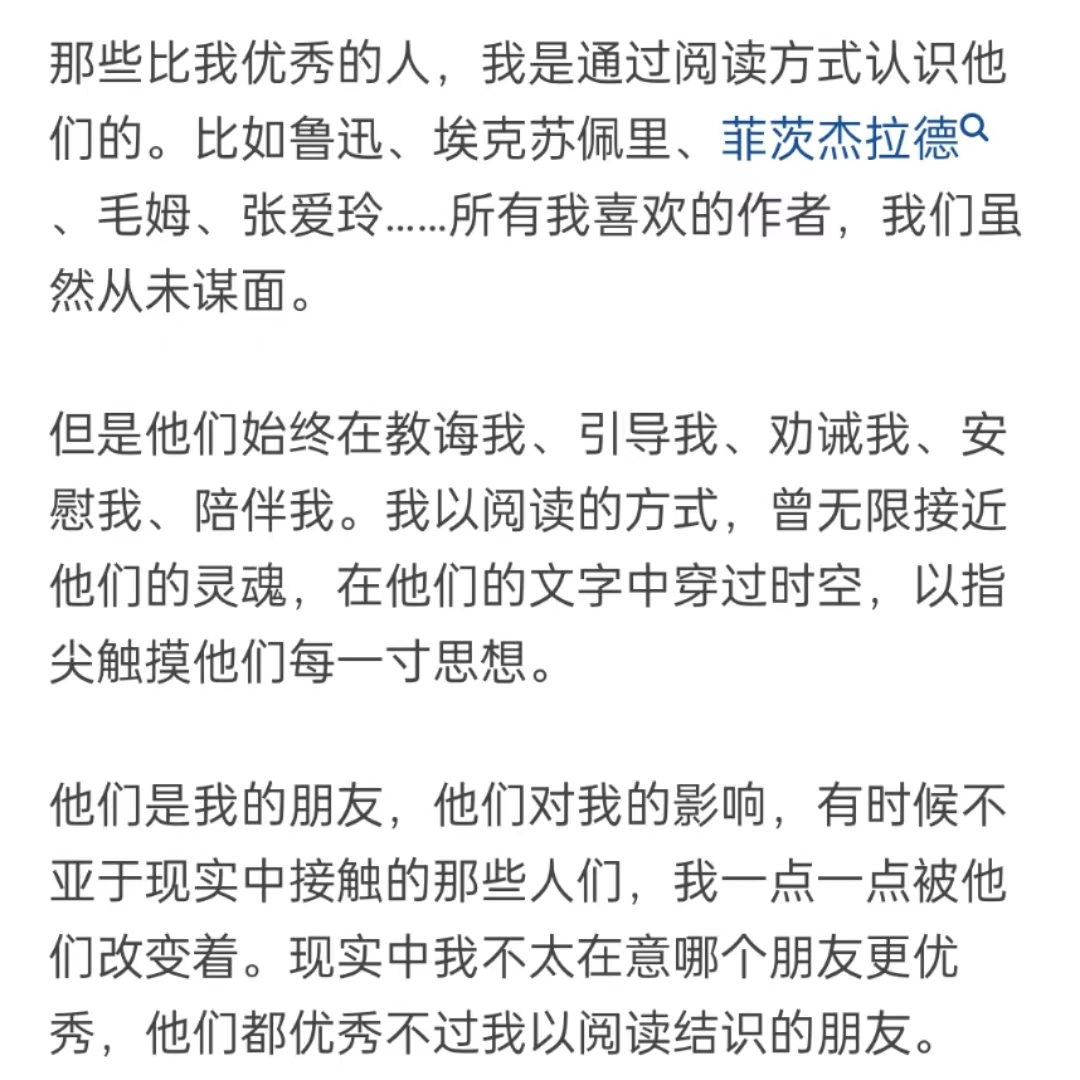 那些比我优秀的人，我是通过阅读方式认识他
们的。比如鲁迅、埃克苏佩里、菲茨杰拉德
、毛姆、张爱玲……所有我喜欢的作者，我们虽
然从未谋面。
但是他们始终在教诲我、引导我、劝诫我、安
慰我、陪伴我。我以阅读的方式，曾无限接近
他们的灵魂，在他们的文字中穿过时空，以指
尖触摸他们每一寸思想。
他们是我的朋友，他们对我的影响，有时候不
亚于现实中接触的那些人们，我一点一点被他
们改变着。现实中我不太在意哪个朋友更优
秀，他们都优秀不过我以阅读结识的朋友。